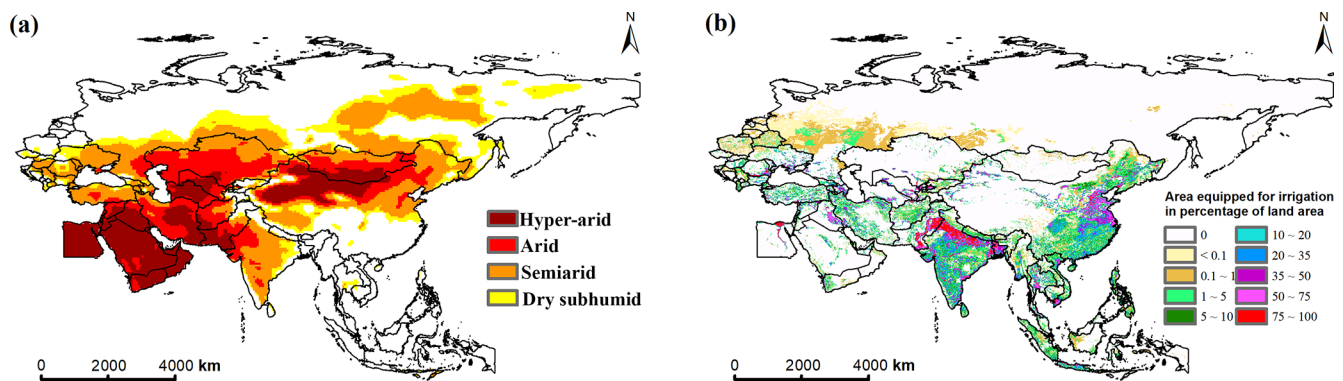 (a)
N
Hyper-arid
Arid
Semiarid
Dry subhumid
0 2000 4000 km
(b)
N
Area equipped for irrigation
in percentage of land area
0 10 ~ 20
< 0.1 20 ~ 35
0.1 ~ 1 35 ~ 50
1 ~ 5 50 ~ 75
5 ~ 10 75 ~ 100
0 2000 4000 km